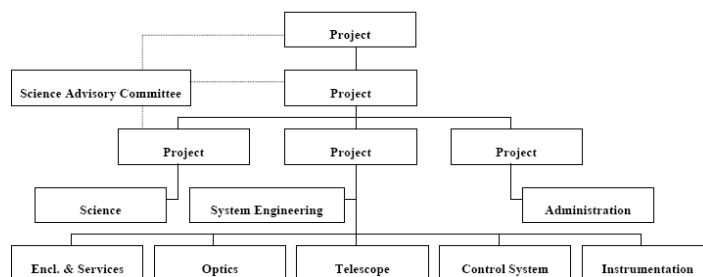 Project
Science Advisory Committee
Project
Project
Project
Project
Science
System Engineering
Administration
Encl. & Services
Optics
Telescope
Control System
Instrumentation